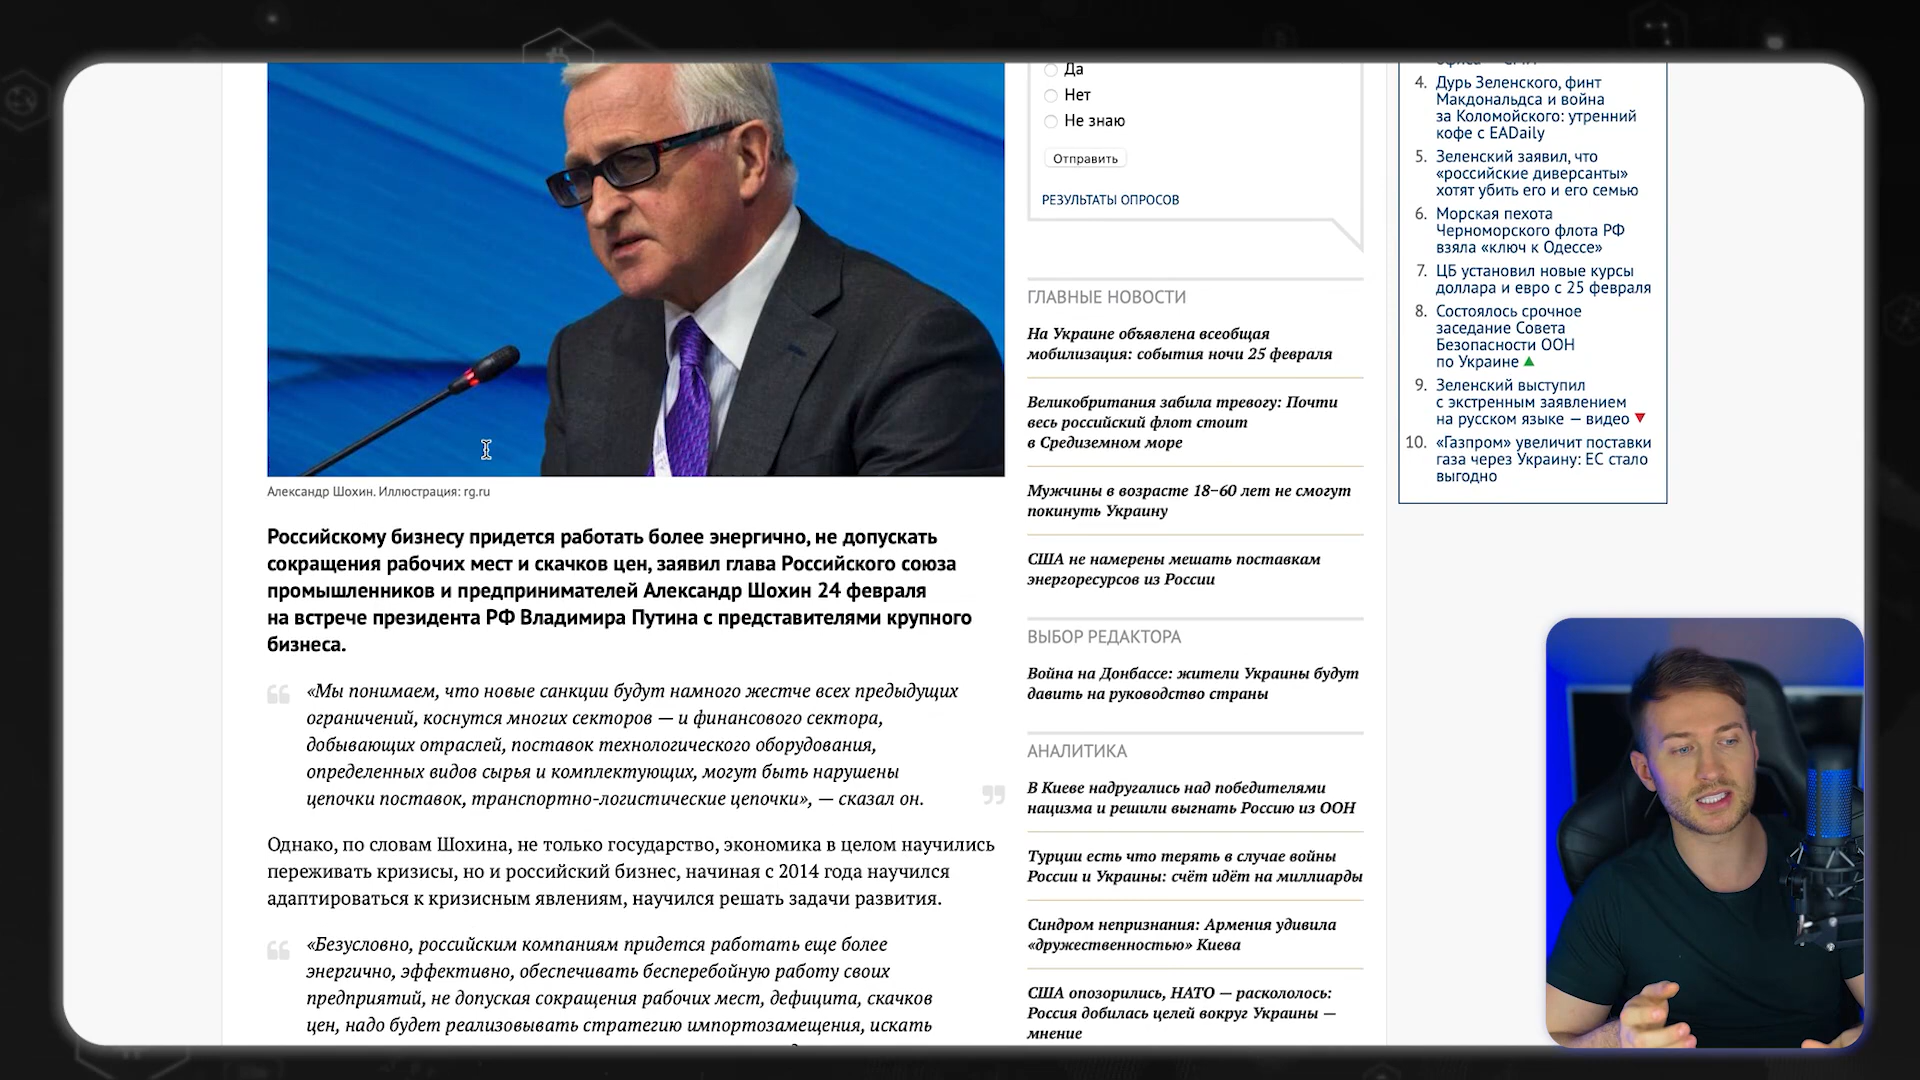 Александр Шохин. Иллюстрация: rg.ru
Российскому бизнесу придется работать более энергично, не допускать
сокращения рабочих мест и скачков цен, заявил глава Российского союза
промышленников и предпринимателей Александр Шохин 24 февраля
на встрече президента РФ Владимира Путина с представителями крупного
бизнеса.
«Мы понимаем, что новые санкции будут намного жестче всех предыдущих
ограничений, коснутся многих секторов — и финансового сектора,
добывающих отраслей, поставок технологического оборудования,
определенных видов сырья и комплектующих, могут быть нарушены
цепочки поставок, транспортно-логистические цепочки», — сказал он.
Однако, по словам Шохина, не только государство, экономика в целом научились
переживать кризисы, но и российский бизнес, начиная с 2014 года научился
адаптироваться к кризисным явлениям, научился решать задачи развития.
«Безусловно, российским компаниям придется работать еще более
энергично, эффективно, обеспечивать бесперебойную работу своих
предприятий, не допуская сокращения рабочих мест, дефицита, скачков
цен, надо будет реализовывать стратегию импортозамещения, искать
Да
Нет
Не знаю
Отправить
РЕЗУЛЬТАТЫ ОПРОСОВ
ГЛАВНЫЕ НОВОСТИ
На Украине объявлена всеобщая
мобилизация: события ночи 25 февраля
Великобритания забила тревогу: Почти
весь российский флот стоит
в Средиземном море
Мужчины в возрасте 18–60 лет не смогут
покинуть Украину
США не намерены мешать поставкам
энергоресурсов из России
ВЫБОР РЕДАКТОРА
Война на Донбассе: жители Украины будут
давить на руководство страны
АНАЛИТИКА
В Киеве надругались над победителями
нацизма и решили выгнать Россию из ООН
Турции есть что терять в случае войны
России и Украины: счёт идёт на миллиарды
Синдром непризнания: Армения удивила
«дружественностью» Киева
США опозорились, НАТО — раскололось:
Россия добилась целей вокруг Украины —
мнение
4. Дурь Зеленского, финт
Макдональдса и война
за Коломойского: утренний
кофе с EADaily
5. Зеленский заявил, что
«российские диверсанты»
хотят убить его и его семью
6. Морская пехота
Черноморского флота РФ
взяла «ключ к Одессе»
7. ЦБ установил новые курсы
доллара и евро с 25 февраля
8. Состоялось срочное
заседание Совета
Безопасности ООН
по Украине
9. Зеленский выступил
с экстренным заявлением
на русском языке — видео
10. «Газпром» увеличит поставки
газа через Украину: ЕС стало
выгодно